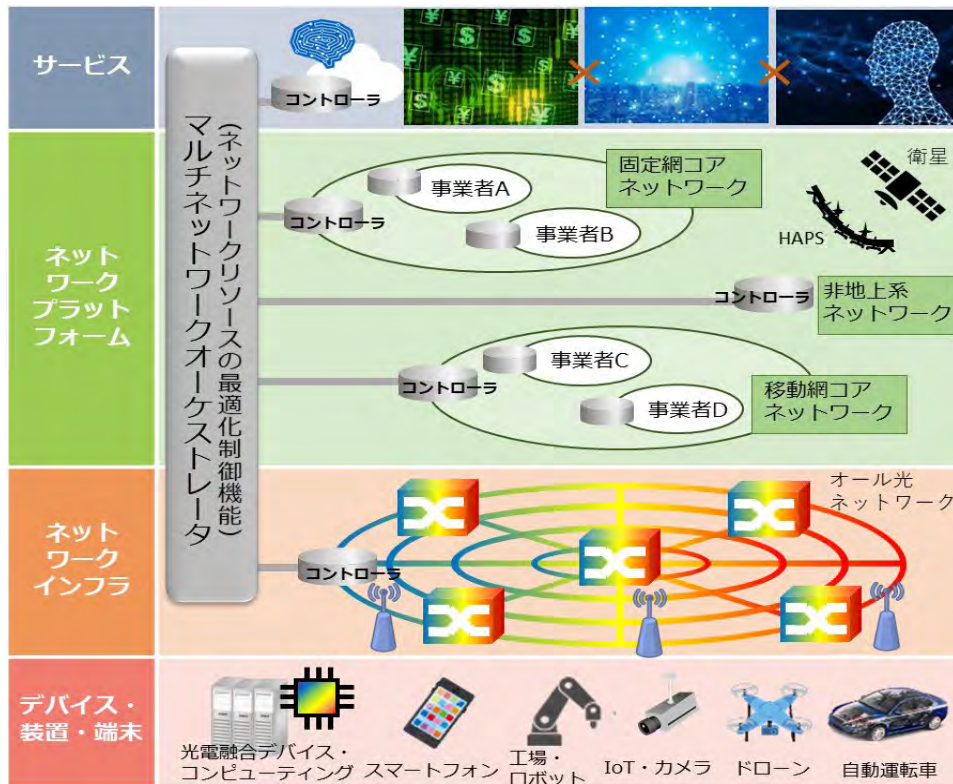 サービス
コントローラ
マルチネットワークオーケストレータ
（ネットワークリソースの最適化制御機能）
¥ $ ¥ $ ¥
ネット
ワーク
プラット
フォーム
コントローラ
事業者A
事業者B
固定網コア
ネットワーク
衛星
HAPS
コントローラ
非地上系
ネットワーク
コントローラ
事業者C
事業者D
移動網コア
ネットワーク
ネット
ワーク
インフラ
コントローラ
オール光
ネットワーク
デバイス・
装置・端末
光電融合デバイス・
コンピューティング
スマートフォン
工場・
ロボット
IoT・カメラ
ドローン
自動運転車